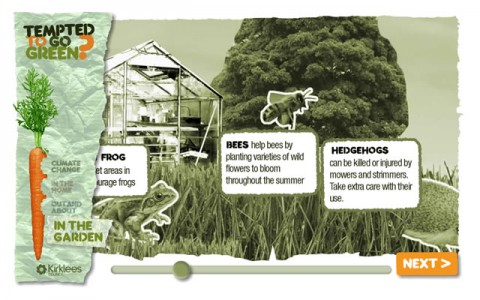 TEMPTED
TO GO
GREEN?
CLIMATE
CHANGE
IN THE
HOME
OUT AND
ABOUT
IN THE
GARDEN
Kirklees
FROG
et areas in
urage frogs
BEES help bees by
planting varieties of wild
flowers to bloom
throughout the summer
HEDGEHOGS
can be killed or injured by
mowers and strimmers.
Take extra care with their
use.
NEXT >